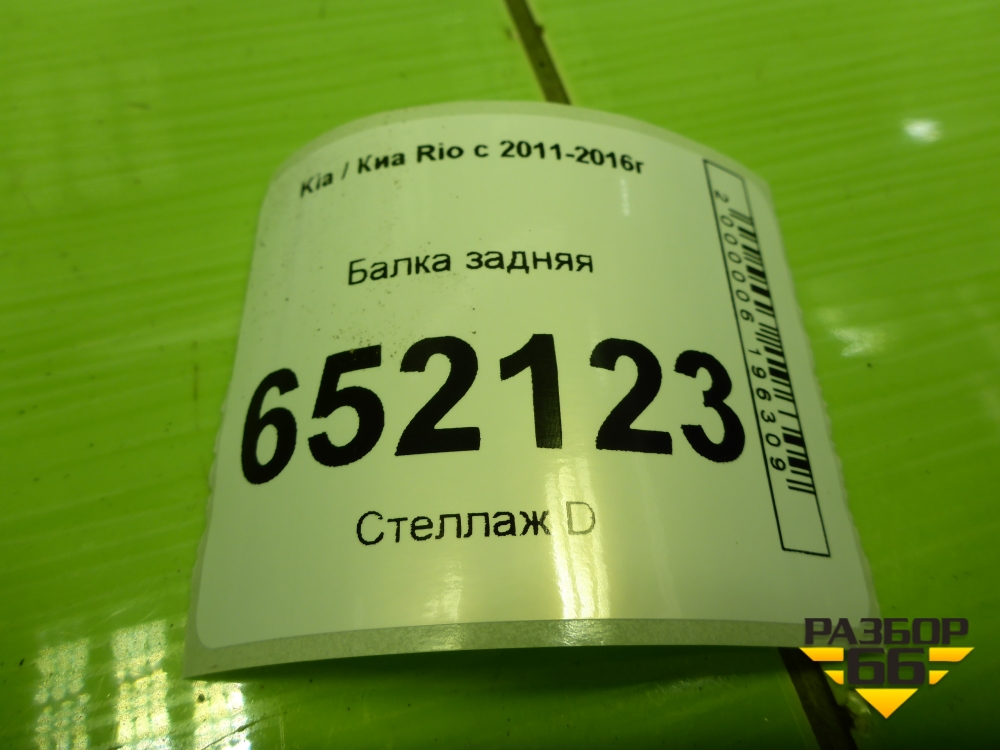 Kia / Киа Rio с 2011-2016г
Балка задняя
652123
Стеллаж D
2000006196309
РАЗБОР
66